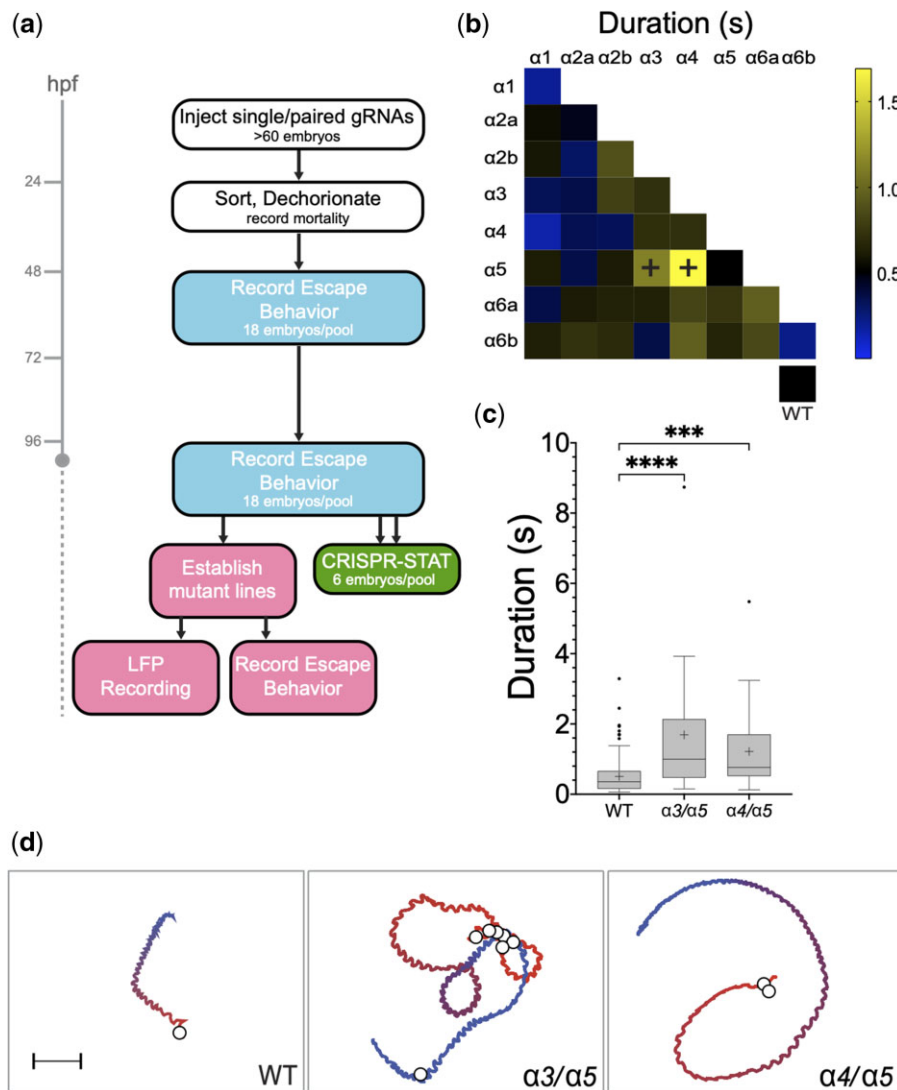 (a)
hpf
24
48
72
96
Inject single/paired gRNAs
>60 embryos
Sort, Dechorionate
record mortality
Record Escape
Behavior
18 embryos/pool
Record Escape
Behavior
18 embryos/pool
Establish
mutant lines
CRISPR-STAT
6 embryos/pool
LFP
Recording
Record Escape
Behavior
(b)
Duration (s)
α1 α2a α2b α3 α4 α5 α6a α6b
α1
α2a
α2b
α3
α4
α5
α6a
α6b
+ +
WT
1.5
1.0
0.5
(c)
Duration (s)
10
8
6
4
2
0
***
****
WT α3/α5 α4/α5
(d)
WT
α3/α5
α4/α5